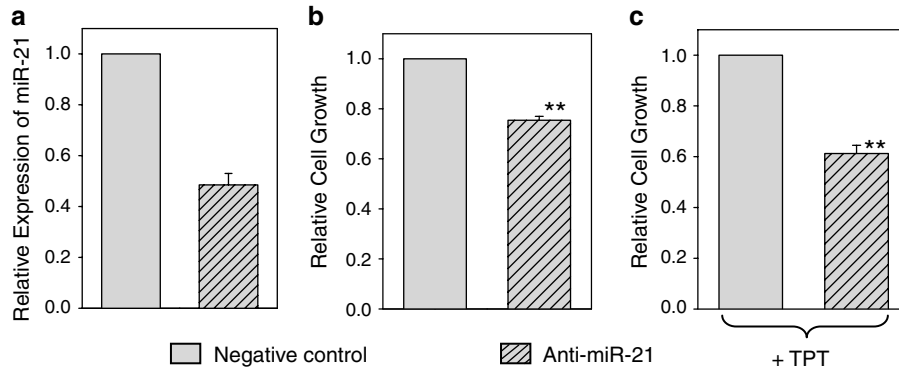 a
Relative Expression of miR-21
1.0
0.8
0.6
0.4
0.2
0.0
b
Relative Cell Growth
1.0
0.8
0.6
0.4
0.2
0.0
**
c
Relative Cell Growth
1.0
0.8
0.6
0.4
0.2
0.0
**
+ TPT
Negative control
Anti-miR-21